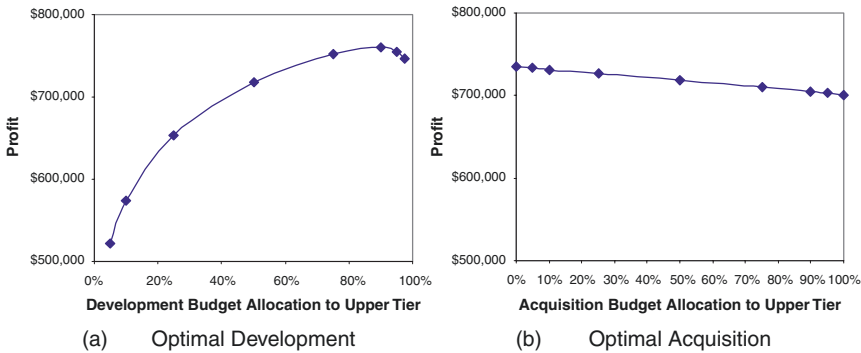 $800,000
$700,000
$600,000
$500,000
Profit
0% 20% 40% 60% 80% 100%
Development Budget Allocation to Upper Tier
(a) Optimal Development
$800,000
$700,000
$600,000
$500,000
Profit
0% 10% 20% 30% 40% 50% 60% 70% 80% 90% 100%
Acquisition Budget Allocation to Upper Tier
(b) Optimal Acquisition